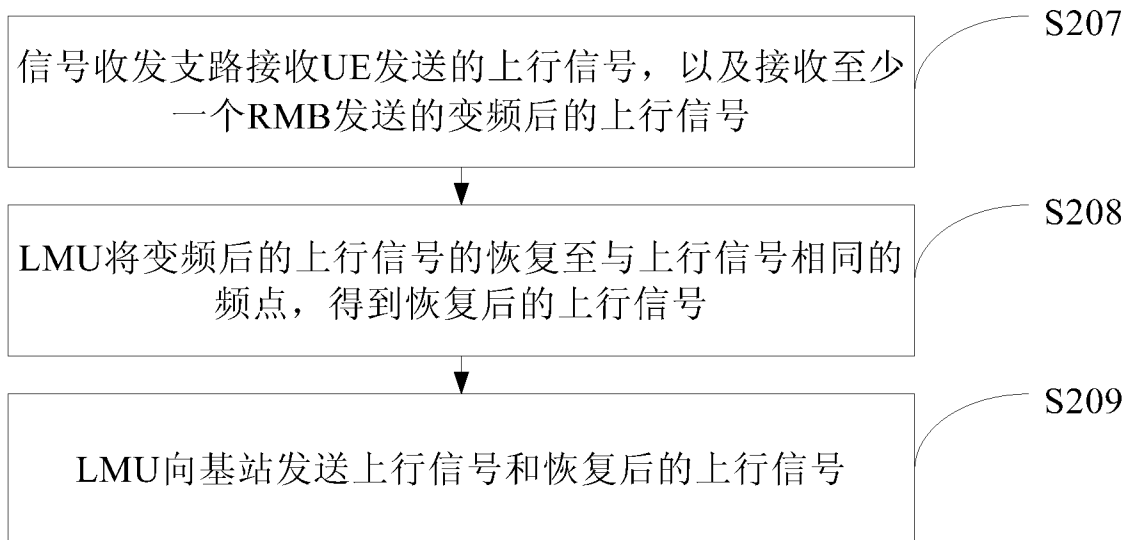 S207
信号收发支路接收UE发送的上行信号，以及接收至少
一个RMB发送的变频后的上行信号
S208
LMU将变频后的上行信号的恢复至与上行信号相同的
频点，得到恢复后的上行信号
S209
LMU向基站发送上行信号和恢复后的上行信号